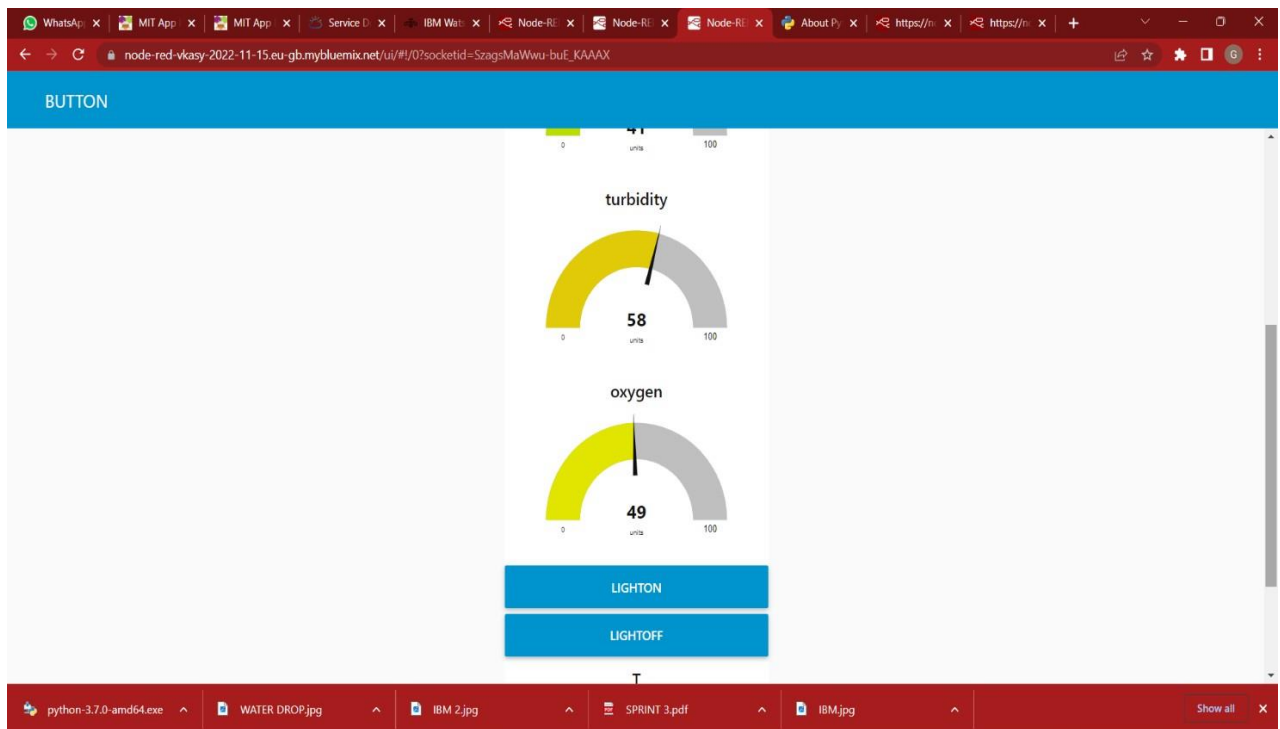 WhatsAp
MIT App
MIT App
Service D
IBM Wats
Node-RE
Node-RE
Node-RE
About Py
https://n
https://n
node-red-vkasy-2022-11-15.eu-gb.mybluemix.net/ui/#!/0?socketid=SzagsMaWwu-buE_KAAAX
G
BUTTON
41
0 units 100
turbidity
58
0 units 100
oxygen
49
0 units 100
LIGHTON
LIGHTOFF
python-3.7.0-amd64.exe
WATER DROP.jpg
IBM 2.jpg
SPRINT 3.pdf
IBM.jpg
Show all